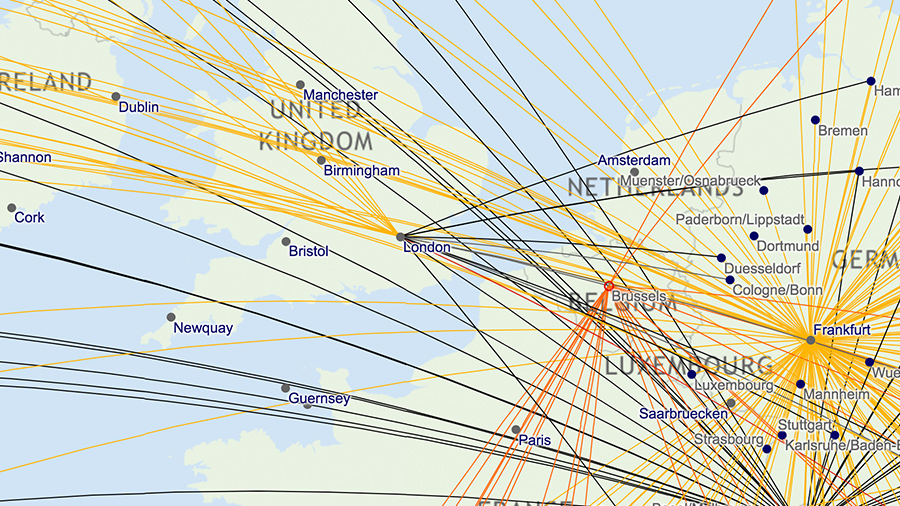 RELAND
Dublin
Manchester
UNITED
KINGDOM
Birmingham
Shannon
Cork
London
Bristol
Newquay
Guernsey
Paris
Ham
Bremen
Amsterdam
NETHERLANDS
Muenster/Osnabrueck
Hanno
Paderborn/Lippstadt
Dortmund
GERM
Duesseldorf
Cologne/Bonn
BELGIUM
Brussels
Frankfurt
LUXEMBOURG
Wue
Luxembourg
Mannheim
Saarbruecken
Stuttgart
Strasbourg
Karlsruhe/Baden-B
FRANCE